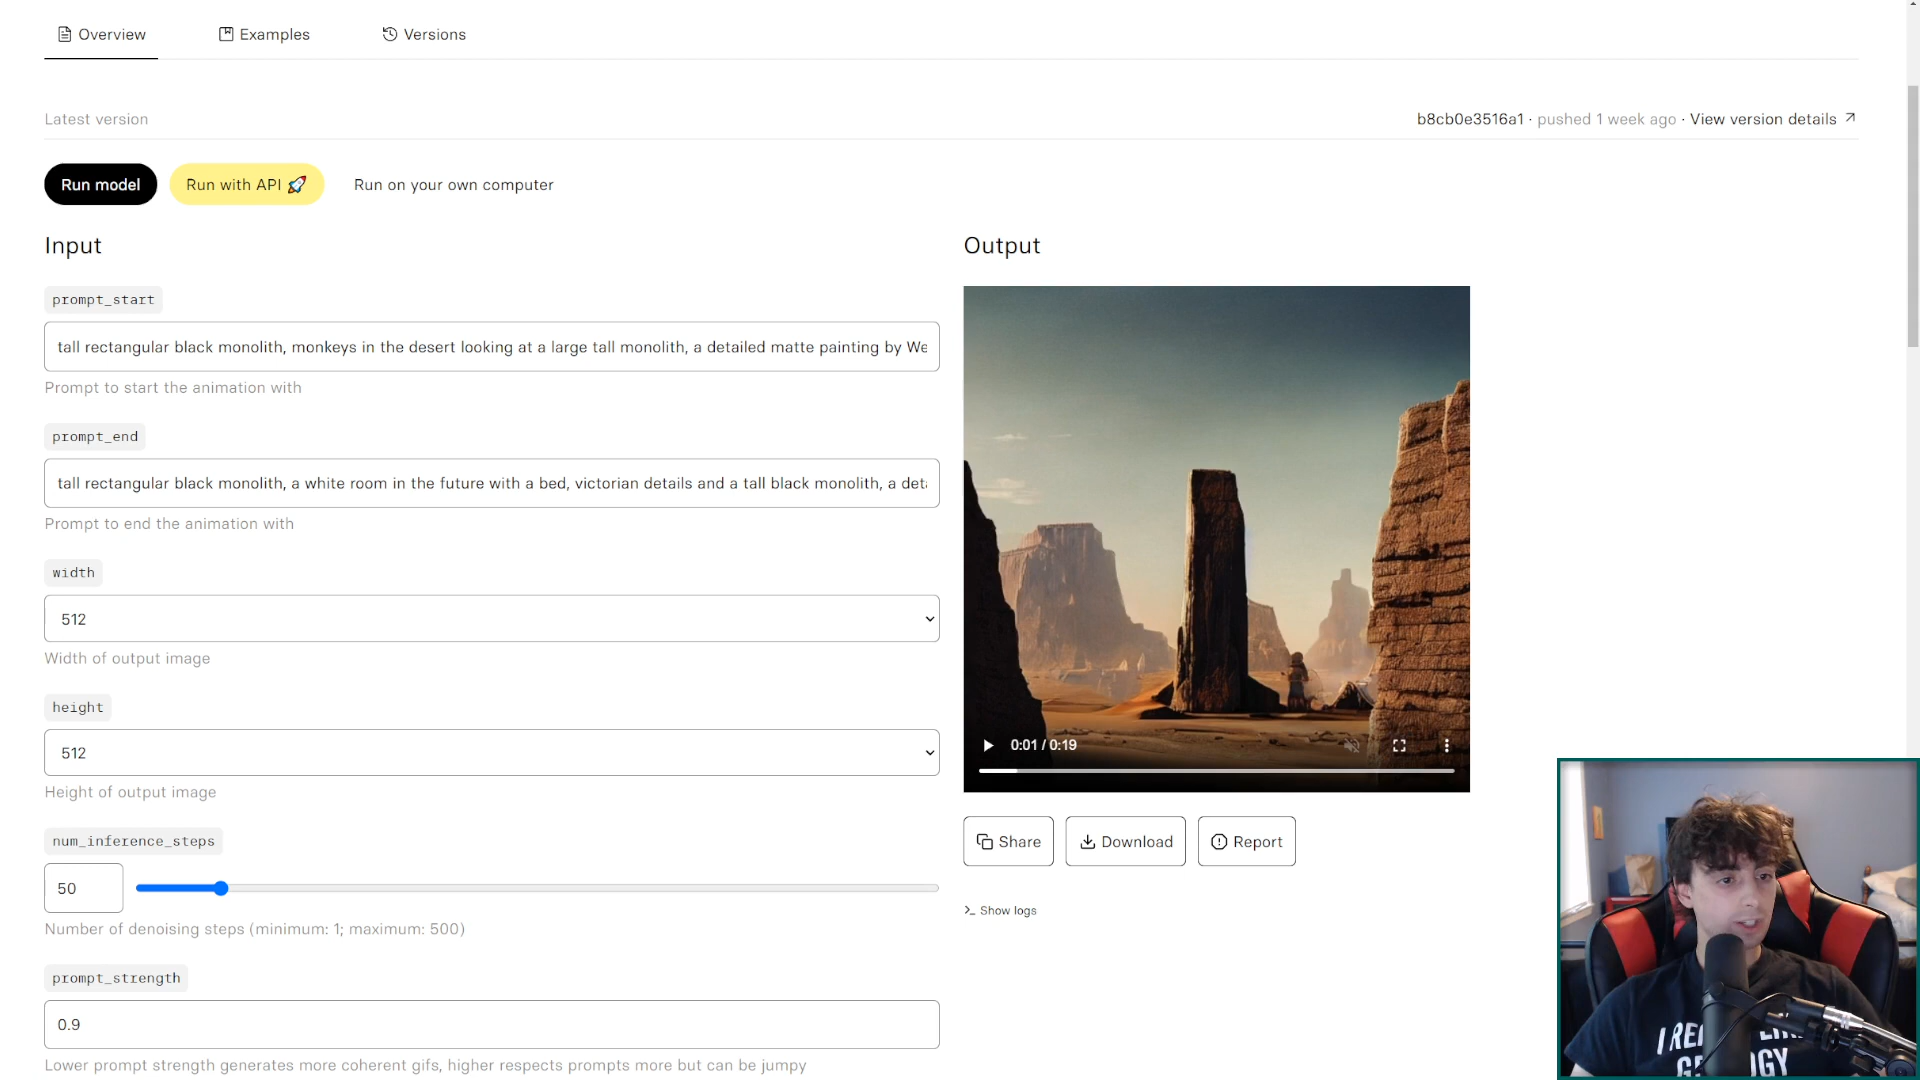 Overview
Examples
Versions
Latest version
b8cb0e3516a1 · pushed 1 week ago · View version details
Run model
Run with API 🚀
Run on your own computer
Input
Output
prompt_start
tall rectangular black monolith, monkeys in the desert looking at a large tall monolith, a detailed matte painting by We
Prompt to start the animation with
prompt_end
tall rectangular black monolith, a white room in the future with a bed, victorian details and a tall black monolith, a det
Prompt to end the animation with
width
512
Width of output image
height
512
Height of output image
0:01 / 0:19
Share
Download
Report
>_ Show logs
num_inference_steps
50
Number of denoising steps (minimum: 1; maximum: 500)
prompt_strength
0.9
Lower prompt strength generates more coherent gifs, higher respects prompts more but can be jumpy